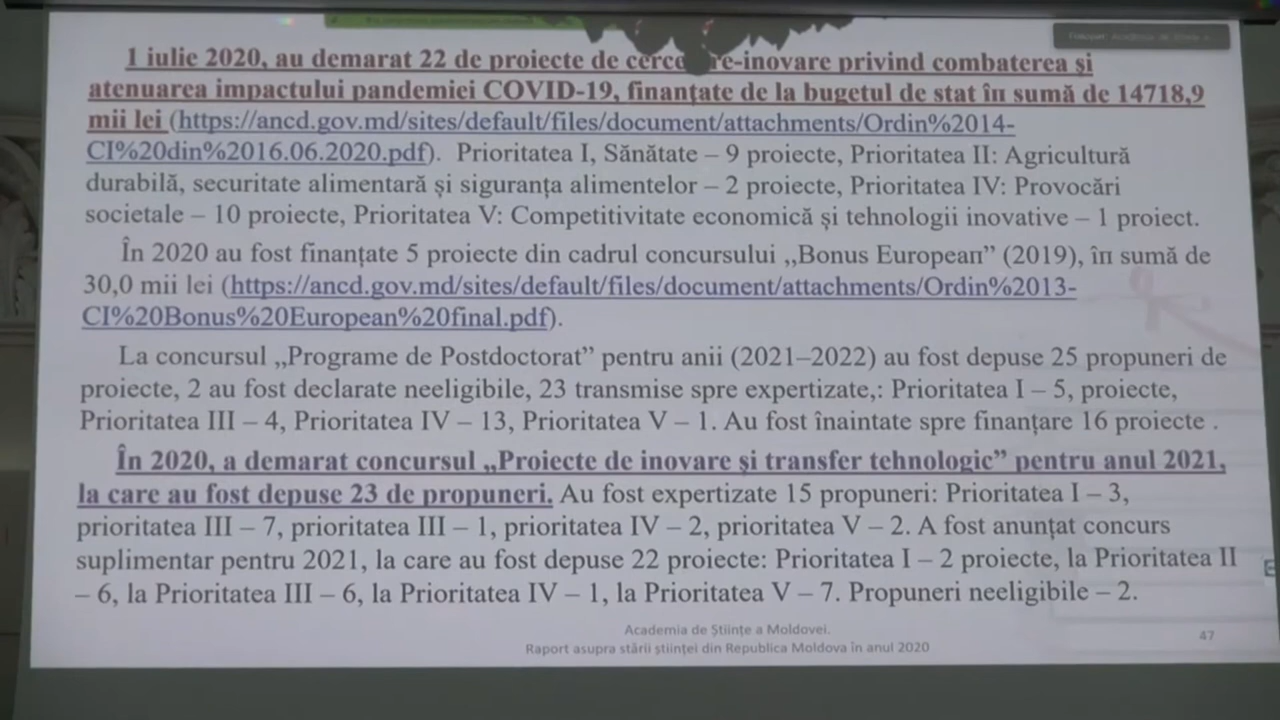 1 iulie 2020, au demarat 22 de proiecte de cerce re-inovare privind combaterea și
atenuarea impactului pandemiei COVID-19, finanțate de la bugetul de stat în sumă de 14718,9
mii lei (https://ancd.gov.md/sites/default/files/document/attachments/Ordin%2014-
CI%20din%2016.06.2020.pdf). Prioritatea I, Sănătate – 9 proiecte, Prioritatea II: Agricultură
durabilă, securitate alimentară și siguranța alimentelor – 2 proiecte, Prioritatea IV: Provocări
societale – 10 proiecte, Prioritatea V: Competitivitate economică și tehnologii inovative – 1 proiect.
În 2020 au fost finanțate 5 proiecte din cadrul concursului „Bonus European” (2019), în sumă de
30,0 mii lei (https://ancd.gov.md/sites/default/files/document/attachments/Ordin%2013-
CI%20Bonus%20European%20final.pdf).
La concursul „Programe de Postdoctorat” pentru anii (2021–2022) au fost depuse 25 propuneri de
proiecte, 2 au fost declarate neeligibile, 23 transmise spre expertizate,: Prioritatea I – 5, proiecte,
Prioritatea III – 4, Prioritatea IV – 13, Prioritatea V – 1. Au fost înaintate spre finanțare 16 proiecte .
În 2020, a demarat concursul „Proiecte de inovare și transfer tehnologic” pentru anul 2021,
la care au fost depuse 23 de propuneri. Au fost expertizate 15 propuneri: Prioritatea I – 3,
prioritatea III – 7, prioritatea III – 1, prioritatea IV – 2, prioritatea V – 2. A fost anunțat concurs
suplimentar pentru 2021, la care au fost depuse 22 proiecte: Prioritatea I – 2 proiecte, la Prioritatea II
– 6, la Prioritatea III – 6, la Prioritatea IV – 1, la Prioritatea V – 7. Propuneri neeligibile – 2.
Academia de Științe a Moldovei.
Raport asupra stării științei din Republica Moldova în anul 2020
47